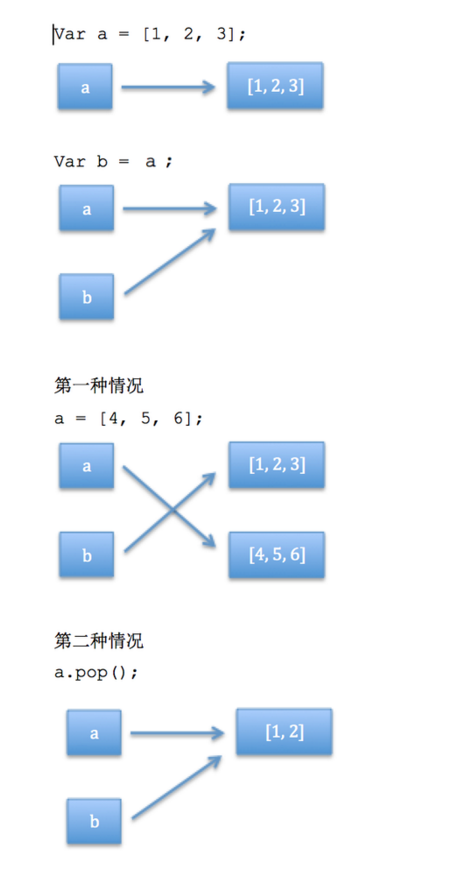 Var a = [1, 2, 3];
a
[1, 2, 3]
Var b = a ;
a
[1, 2, 3]
b
第一种情况
a = [4, 5, 6];
a
[1, 2, 3]
b
[4, 5, 6]
第二种情况
a.pop();
a
[1, 2]
b